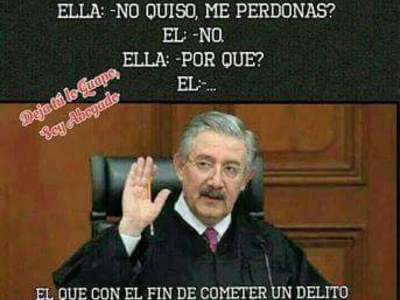 ELLA: -NO QUISO, ME PERDONAS?
EL: -NO.
ELLA: -POR QUE?
EL:-...
Deja tú lo Guapo,
Soy Abogado
EL QUE CON EL FIN DE COMETER UN DELITO